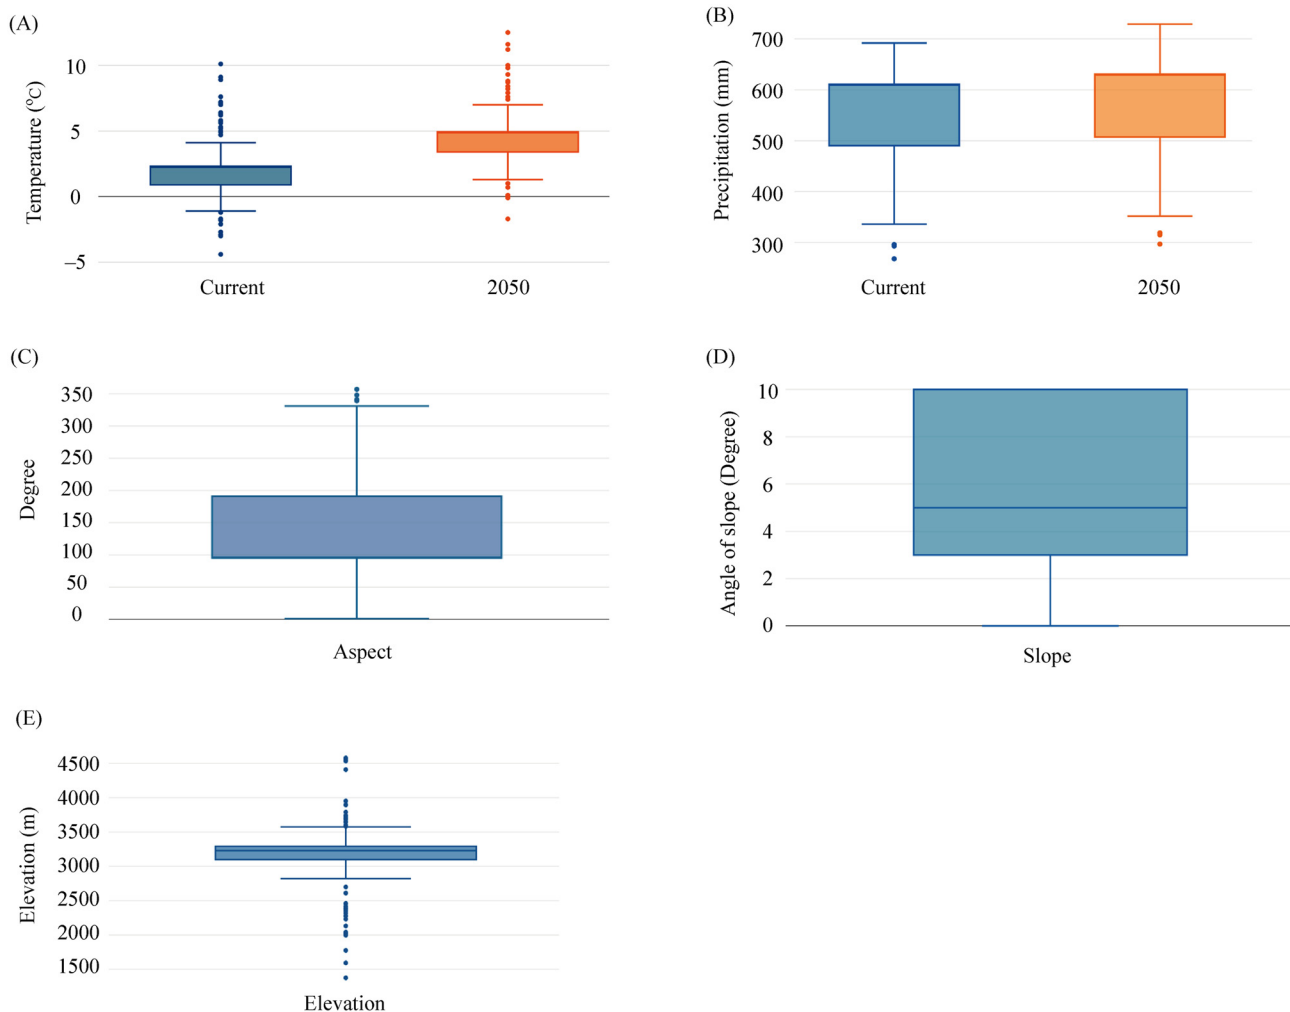 (A)
Temperature (°C)
10
5
0
–5
Current
2050
(B)
Precipitation (mm)
700
600
500
400
300
Current
2050
(C)
Degree
350
300
250
200
150
100
50
0
Aspect
(D)
Angle of slope (Degree)
10
8
6
4
2
0
Slope
(E)
Elevation (m)
4500
4000
3500
3000
2500
2000
1500
Elevation